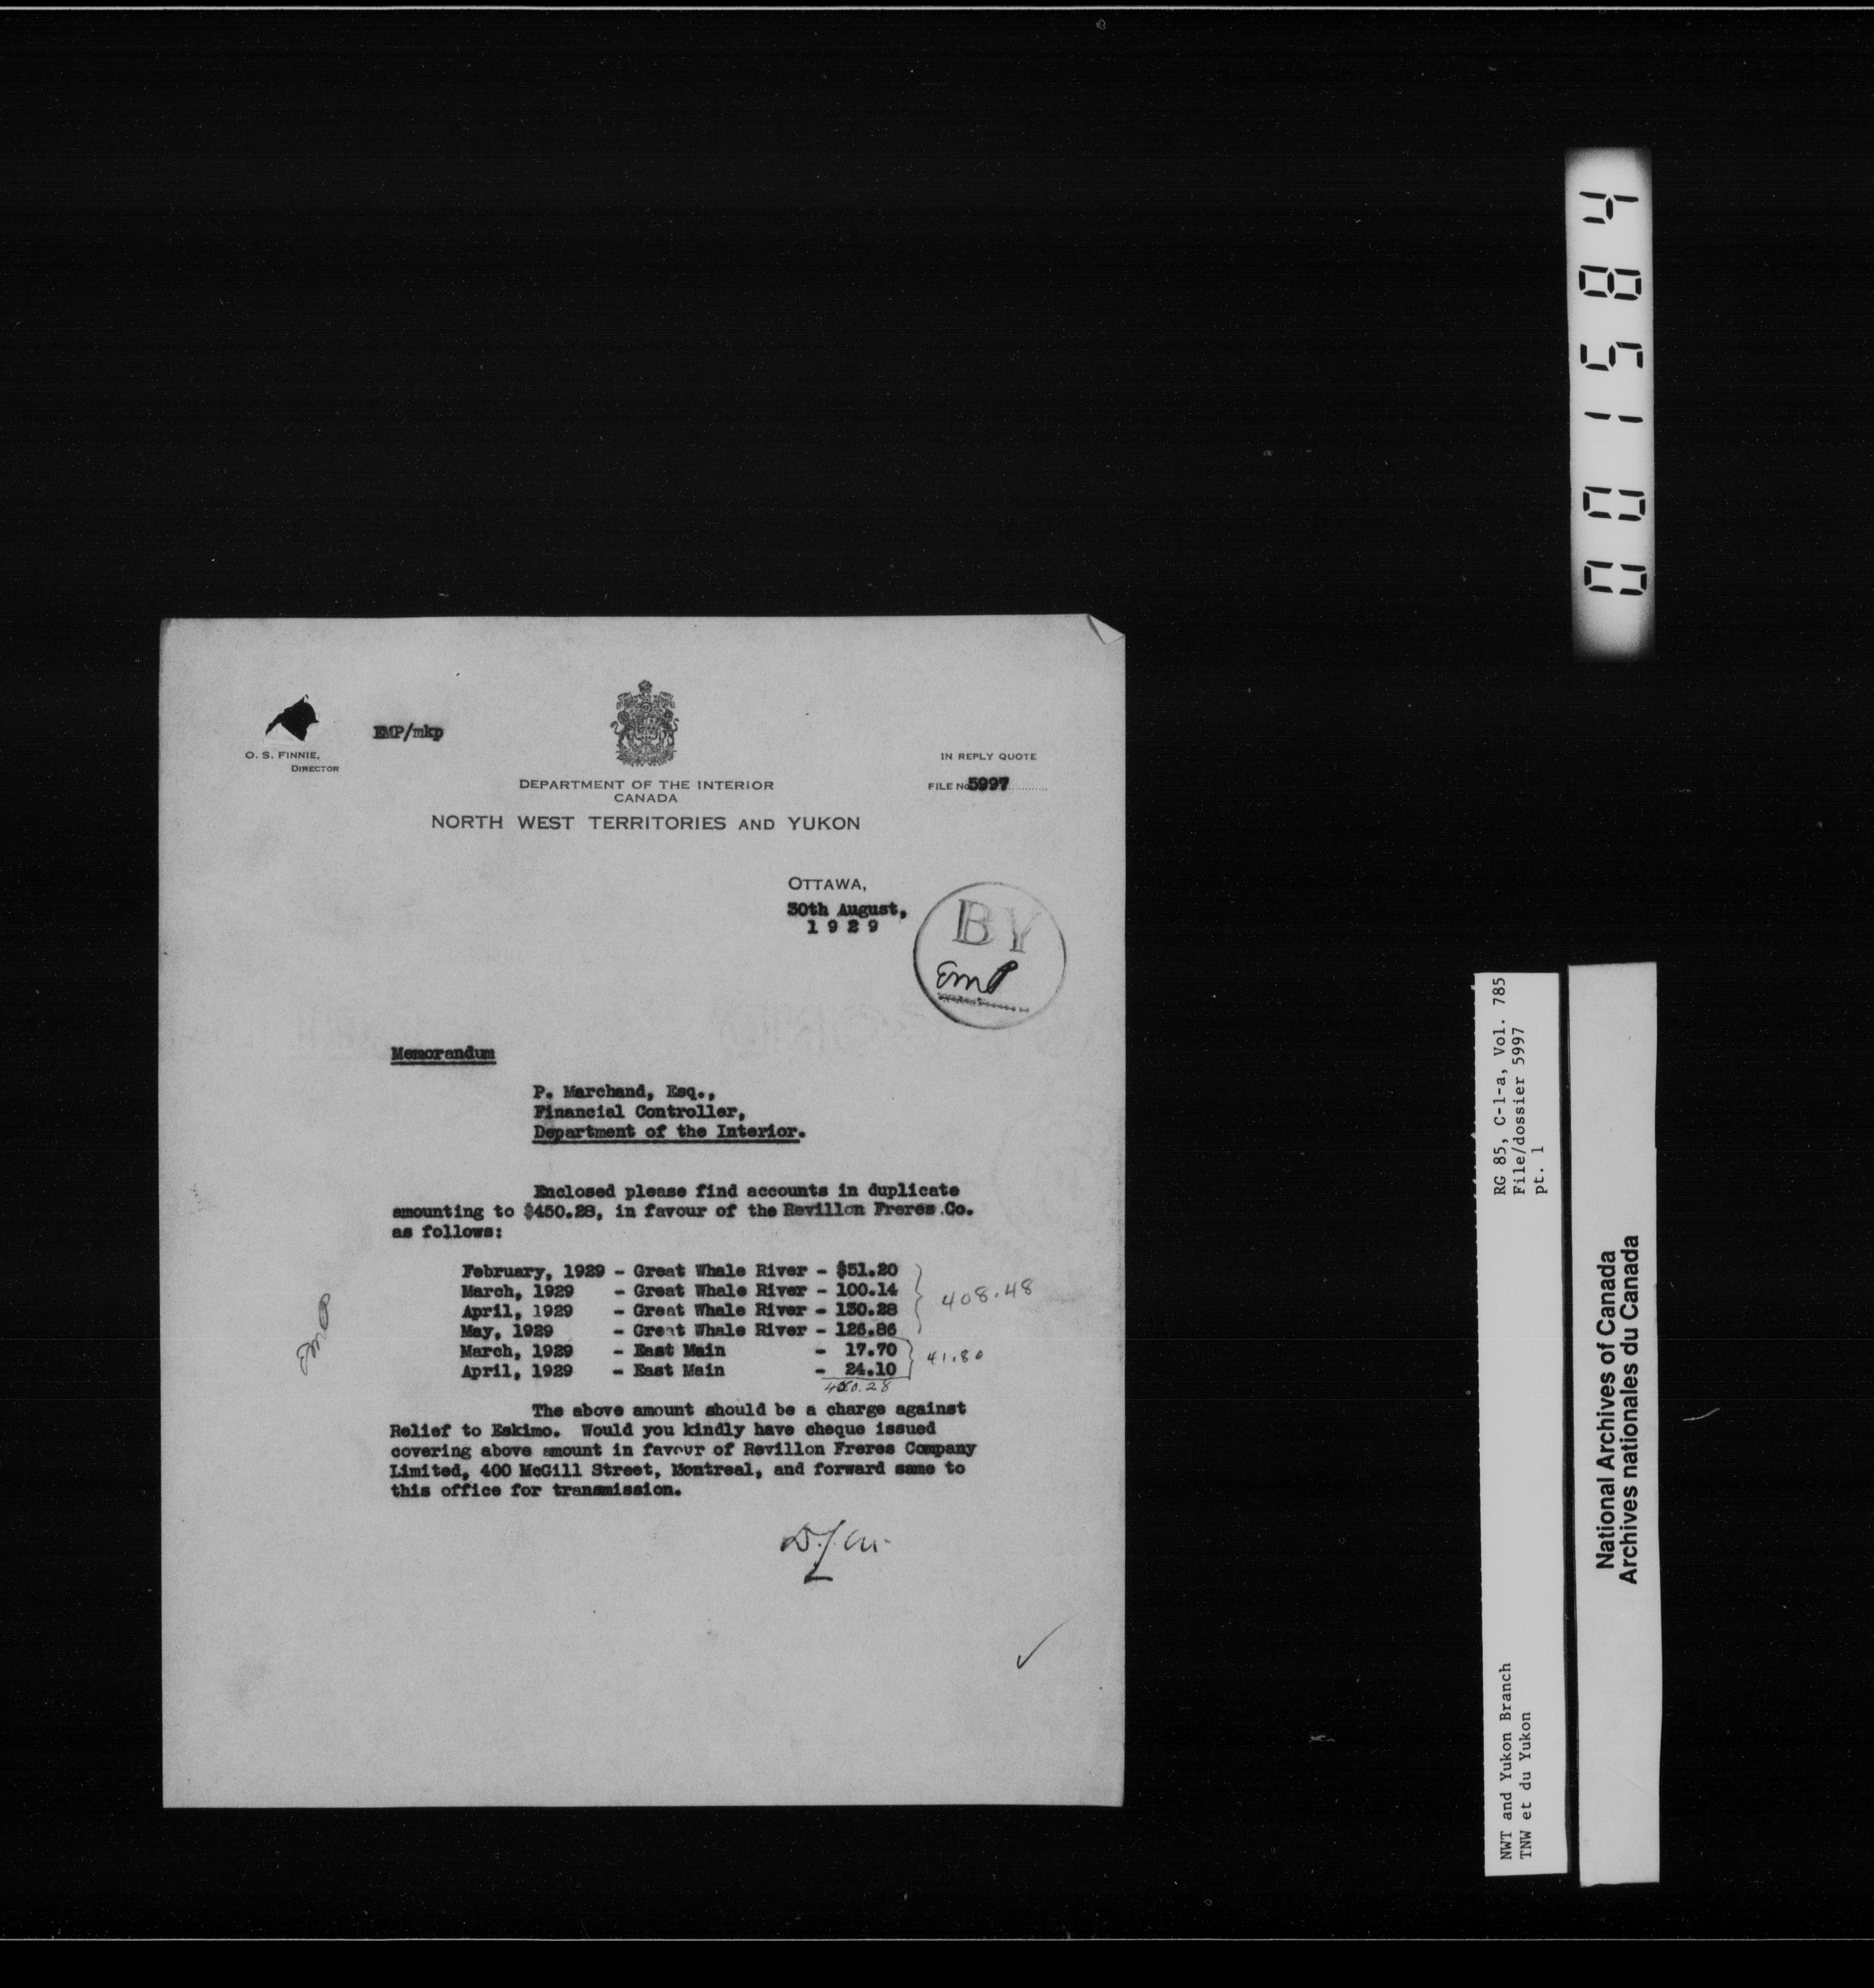 O. S. FINNIE,
DIRECTOR
EMP/mkp
IN REPLY QUOTE
FILE No 5997
DEPARTMENT OF THE INTERIOR
CANADA
NORTH WEST TERRITORIES AND YUKON
OTTAWA,
30th August,
1 9 2 9
BY
EMP
Memorandum
P. Marchand, Esq.,
Financial Controller,
Department of the Interior.
Enclosed please find accounts in duplicate
amounting to $450.28, in favour of the Revillon Freres Co.
as follows:
February, 1929 - Great Whale River - $51.20
March, 1929 - Great Whale River - 100.14
April, 1929 - Great Whale River - 130.28
May, 1929 - Great Whale River - 126.86
408.48
March, 1929 - East Main - 17.70
April, 1929 - East Main - 24.10
41.80
450.28
EMP
The above amount should be a charge against
Relief to Eskimo. Would you kindly have cheque issued
covering above amount in favour of Revillon Freres Company
Limited, 400 McGill Street, Montreal, and forward same to
this office for transmission.
001584
RG 85, C-1-a, Vol. 785
File/dossier 5997
pt. 1
NWT and Yukon Branch
TNW et du Yukon
National Archives of Canada
Archives nationales du Canada